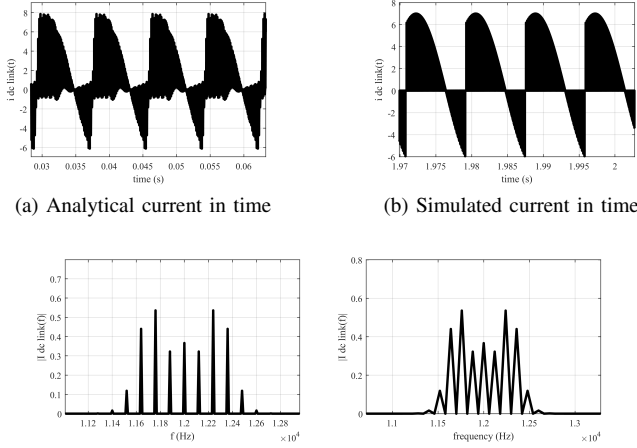 8
6
4
2
0
-2
-4
-6
i dc link(t)
0.03 0.04 0.045 0.05 0.055 0.06
time (s)
(a) Analytical current in time
8
6
4
2
0
-2
-4
-6
i dc link(t)
1.97 1.975 1.98 1.985 1.99 1.995 2
time (s)
(b) Simulated current in time
0.7
0.6
0.5
0.4
0.3
0.2
0.1
0
|I dc link(f)|
1.12 1.14 1.16 1.18 1.2 1.22 1.24 1.26 1.28
f (Hz)
×10⁴
0.8
0.6
0.4
0.2
0
|I dc link(f)|
1.1 1.15 1.2 1.25 1.3
frequency (Hz)
×10⁴